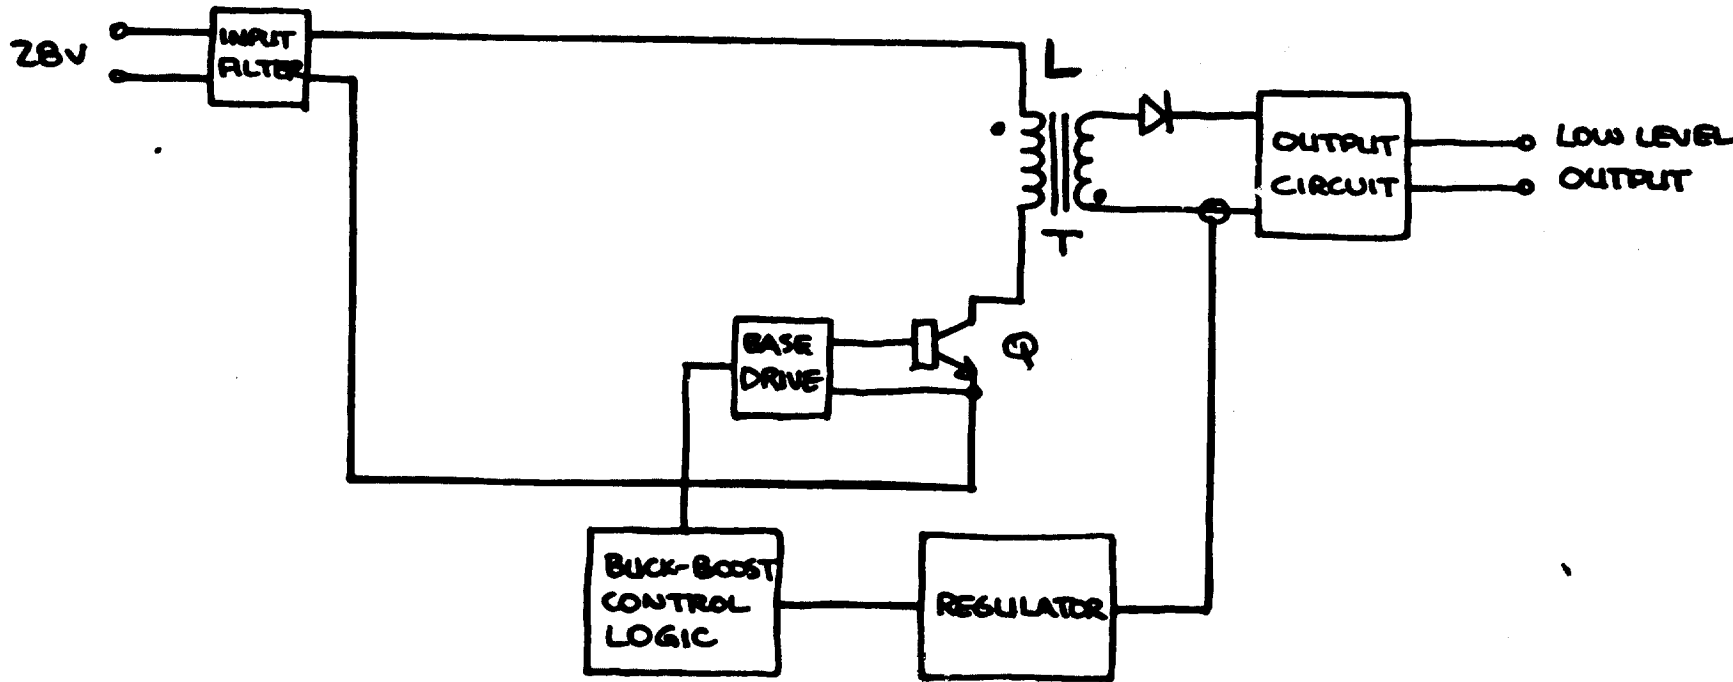 28V
INPUT
FILTER
L
T
OUTPUT
CIRCUIT
LOW LEVEL
OUTPUT
BASE
DRIVE
Q
BUCK-BOOST
CONTROL
LOGIC
REGULATOR